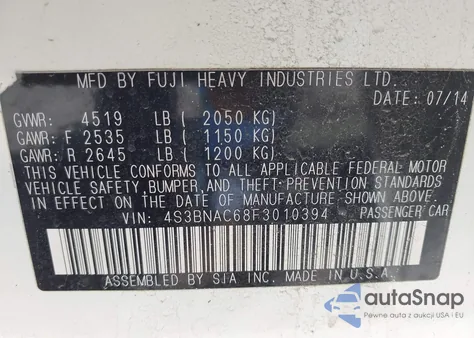 MFD BY FUJI HEAVY INDUSTRIES LTD.
DATE: 07/14
GVWR: 4519 LB ( 2050 KG)
GAWR: F 2535 LB ( 1150 KG)
GAWR: R 2645 LB ( 1200 KG)
THIS VEHICLE CONFORMS TO ALL APPLICABLE FEDERAL MOTOR
VEHICLE SAFETY, BUMPER, AND THEFT-PREVENTION STANDARDS
IN EFFECT ON THE DATE OF MANUFACTURE SHOWN ABOVE.
VIN: 4S3BNAC68F3010394 PASSENGER CAR
ASSEMBLED BY SIA INC. MADE IN U.S.A.
autoSnap
Pewne auta z aukcji USA i EU